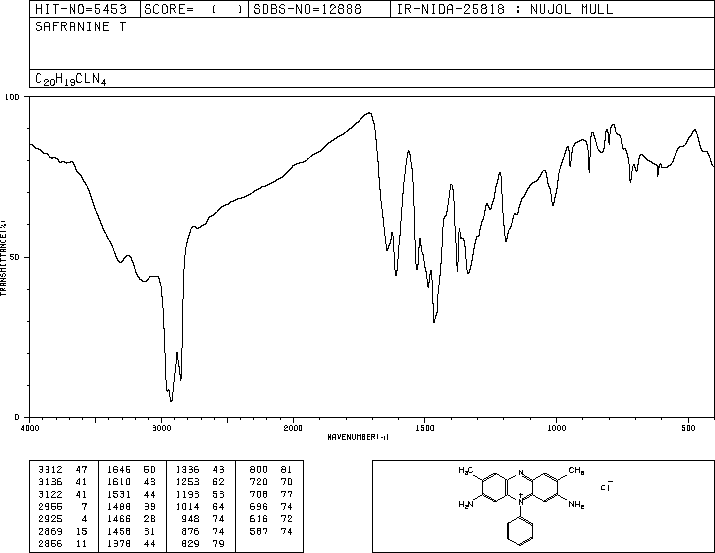 HIT-NO=5453 SCORE= ( ) SDBS-NO=12888 IR-NIDA-25818 : NUJOL MULL
SAFRANINE T
C20H19CLN4
100
TRANSMITTANCE(%)
50
0
4000 3000 2000 1500 1000 500
WAVENUMBER(-1)
3312 47 1646 50 1336 43 800 81
3136 41 1610 43 1253 62 720 70
3122 41 1531 44 1193 53 708 77
2955 7 1488 39 1014 64 696 74
2925 4 1466 28 948 74 616 72
2869 15 1458 31 876 74 587 74
2856 11 1378 44 829 79
H3C N CH3
Cl-
NH2 N+ NH2